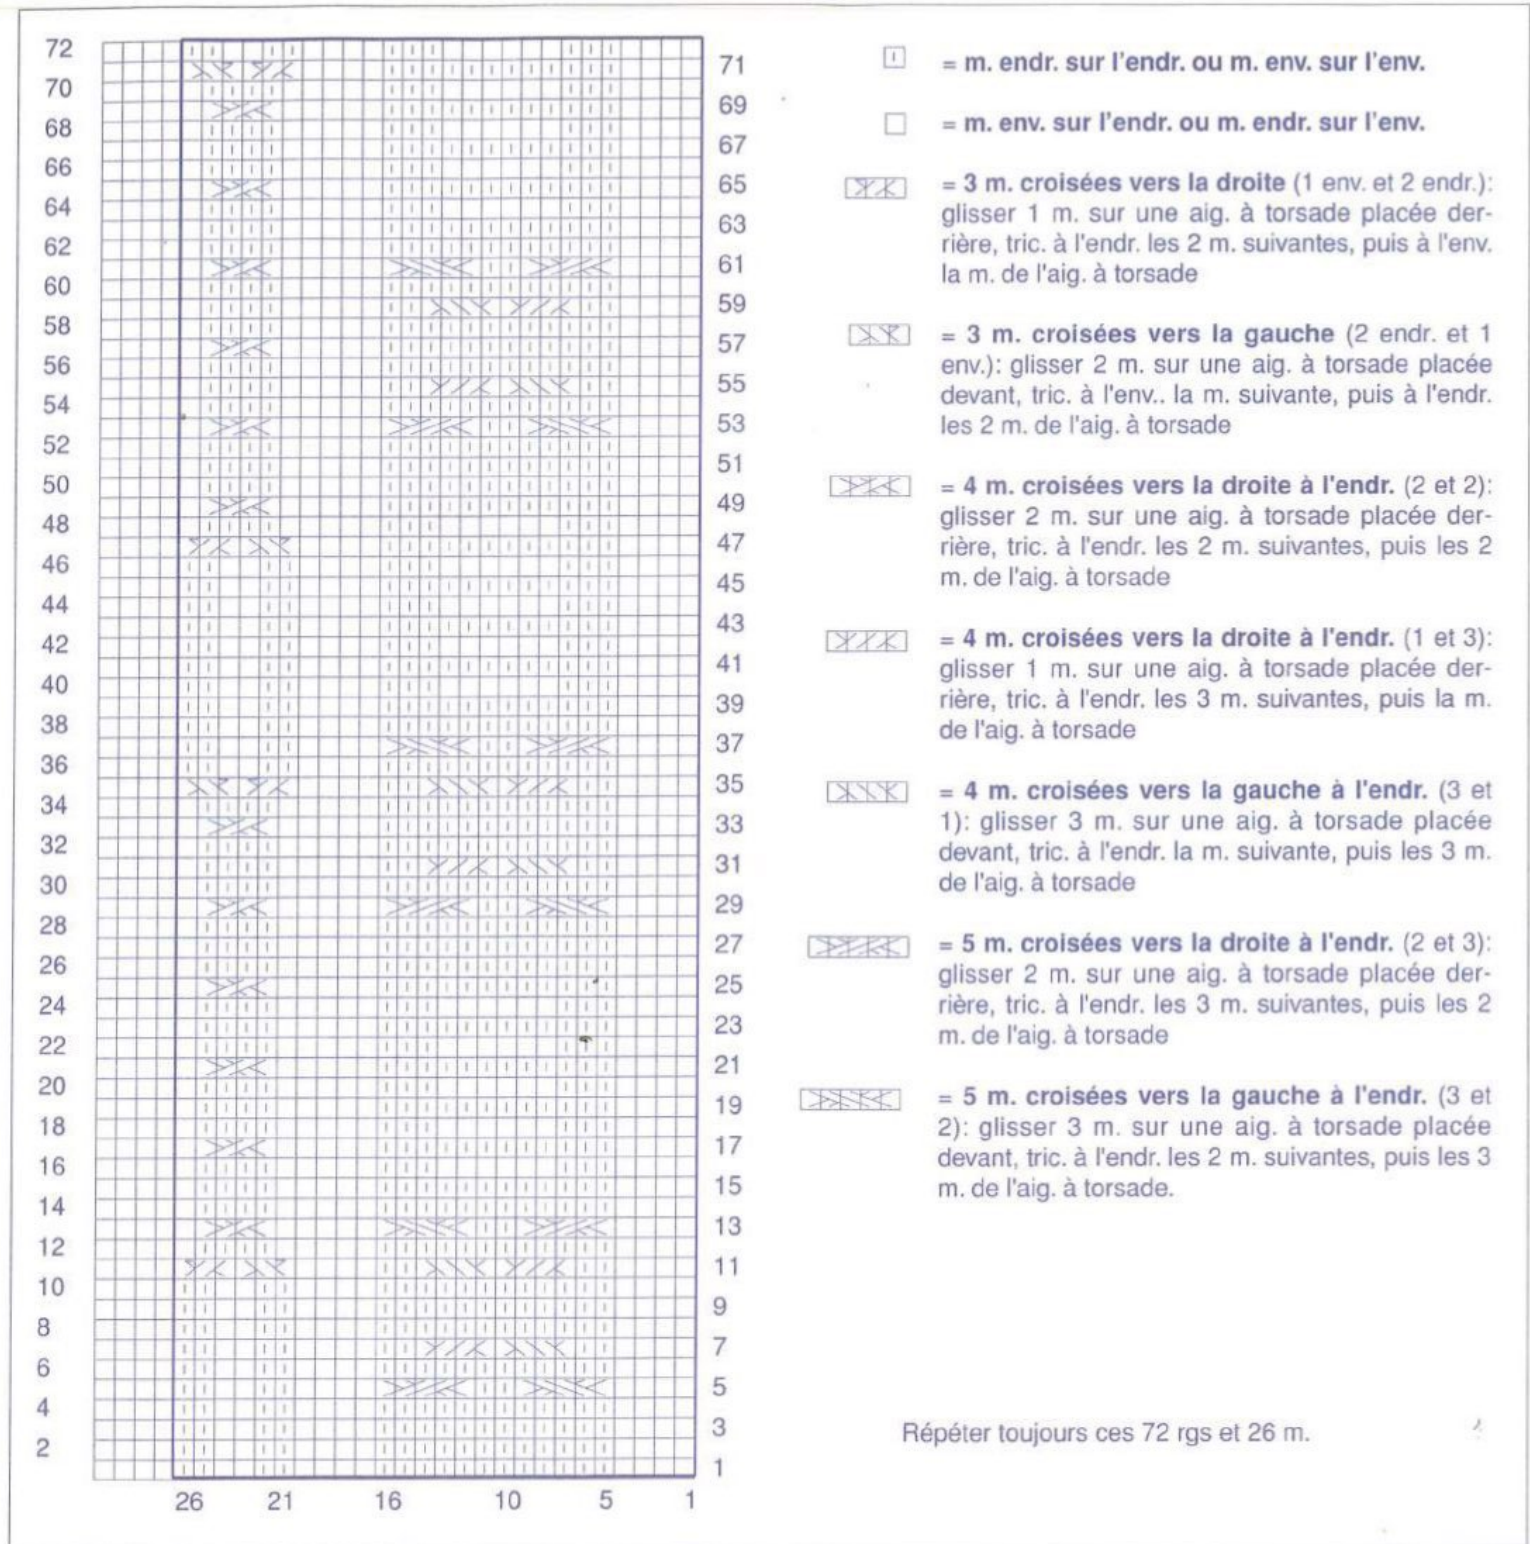 72
71
70
69
68
67
66
65
64
63
62
61
60
59
58
57
56
55
54
53
52
51
50
49
48
47
46
45
44
43
42
41
40
39
38
37
36
35
34
33
32
31
30
29
28
27
26
25
24
23
22
21
20
19
18
17
16
15
14
13
12
11
10
9
8
7
6
5
4
3
2
1
26 21 16 10 5 1
= m. endr. sur l'endr. ou m. env. sur l'env.
= m. env. sur l'endr. ou m. endr. sur l'env.
= 3 m. croisées vers la droite (1 env. et 2 endr.):
glisser 1 m. sur une aig. à torsade placée der-
rière, tric. à l'endr. les 2 m. suivantes, puis à l'env.
la m. de l'aig. à torsade
= 3 m. croisées vers la gauche (2 endr. et 1
env.): glisser 2 m. sur une aig. à torsade placée
devant, tric. à l'env.. la m. suivante, puis à l'endr.
les 2 m. de l'aig. à torsade
= 4 m. croisées vers la droite à l'endr. (2 et 2):
glisser 2 m. sur une aig. à torsade placée der-
rière, tric. à l'endr. les 2 m. suivantes, puis les 2
m. de l'aig. à torsade
= 4 m. croisées vers la droite à l'endr. (1 et 3):
glisser 1 m. sur une aig. à torsade placée der-
rière, tric. à l'endr. les 3 m. suivantes, puis la m.
de l'aig. à torsade
= 4 m. croisées vers la gauche à l'endr. (3 et
1): glisser 3 m. sur une aig. à torsade placée
devant, tric. à l'endr. la m. suivante, puis les 3 m.
de l'aig. à torsade
= 5 m. croisées vers la droite à l'endr. (2 et 3):
glisser 2 m. sur une aig. à torsade placée der-
rière, tric. à l'endr. les 3 m. suivantes, puis les 2
m. de l'aig. à torsade
= 5 m. croisées vers la gauche à l'endr. (3 et
2): glisser 3 m. sur une aig. à torsade placée
devant, tric. à l'endr. les 2 m. suivantes, puis les 3
m. de l'aig. à torsade.
Répéter toujours ces 72 rgs et 26 m.